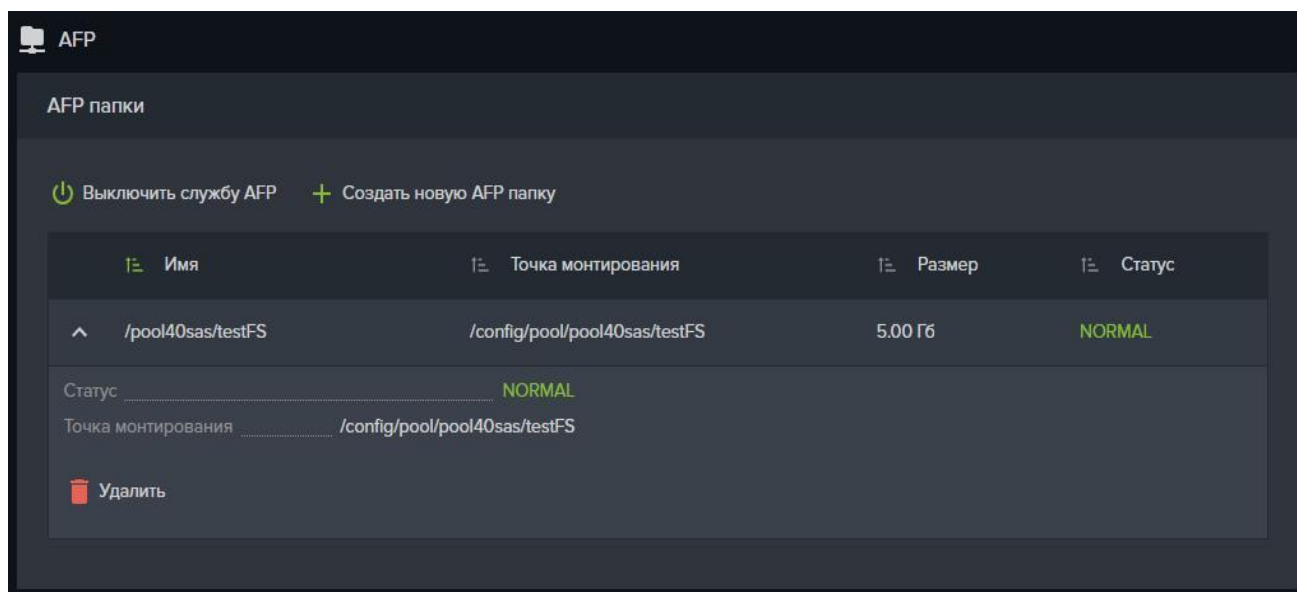 AFP
AFP папки
Выключить службу AFP Создать новую AFP папку
Имя Точка монтирования Размер Статус
/pool40sas/testFS /config/pool/pool40sas/testFS 5.00 Гб NORMAL
Статус NORMAL
Точка монтирования /config/pool/pool40sas/testFS
Удалить